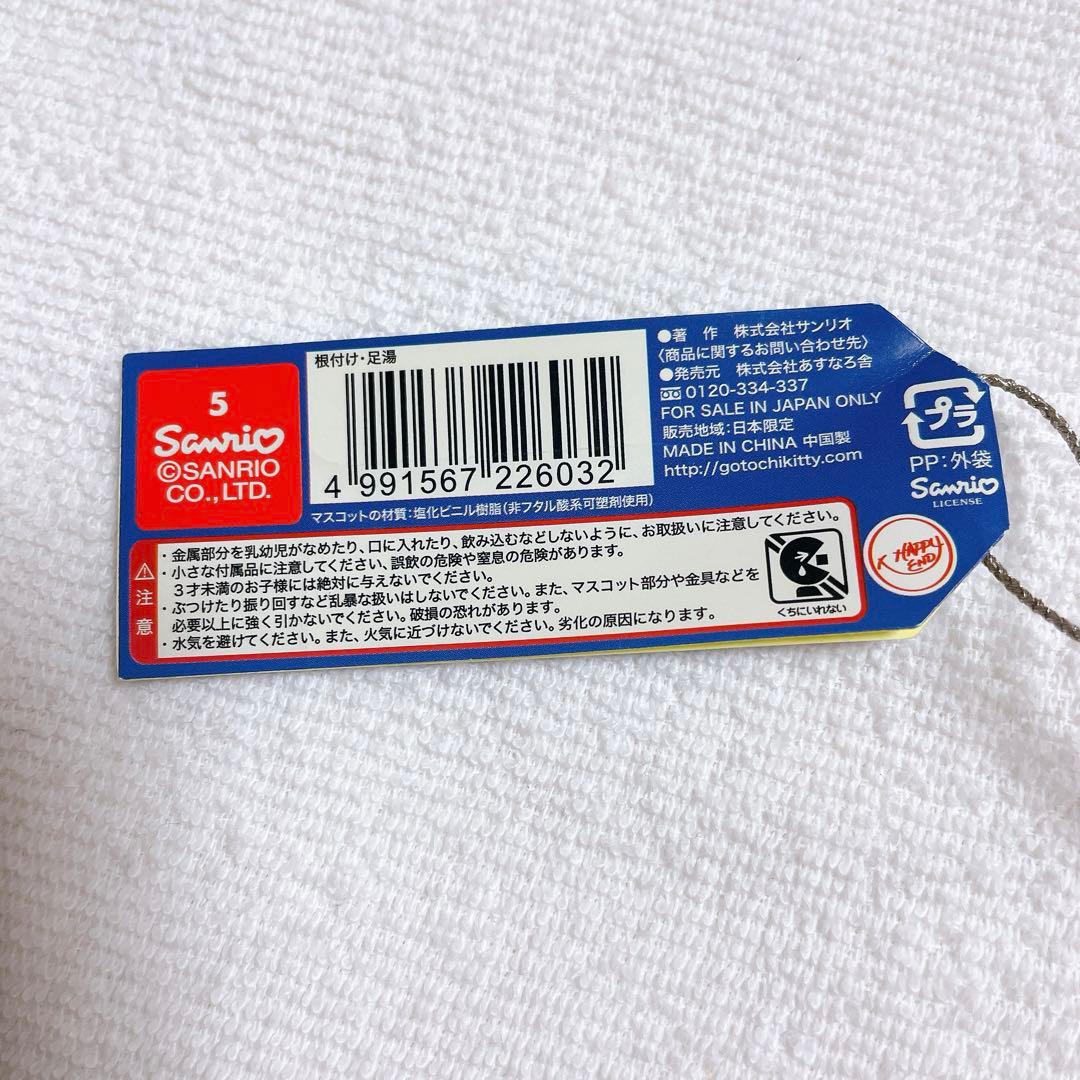 5
Sanrio
©SANRIO
CO.,LTD.
根付け・足湯
4 991567 226032
マスコットの材質：塩化ビニル樹脂（非フタル酸系可塑剤使用）
●著　作　株式会社サンリオ
〈商品に関するお問い合わせ先〉
●発売元　株式会社あすなろ舎
0120-334-337
FOR SALE IN JAPAN ONLY
販売地域：日本限定
MADE IN CHINA 中国製
http://gotochikitty.com/
プラ
PP：外袋
Sanrio
LICENSE
HAPPY
END
注意
・金属部分を乳幼児がなめたり、口に入れたり、飲み込むなどしないように、お取扱いに注意してください。
・小さな付属品に注意してください、誤飲の危険や窒息の危険があります。
3才未満のお子様には絶対に与えないでください。
・ぶつけたり振り回すなど乱暴な扱いはしないでください。また、マスコット部分や金具などを
必要以上に強く引かないでください。破損の恐れがあります。
・水気を避けてください。また、火気に近づけないでください。劣化の原因になります。
くちにいれない